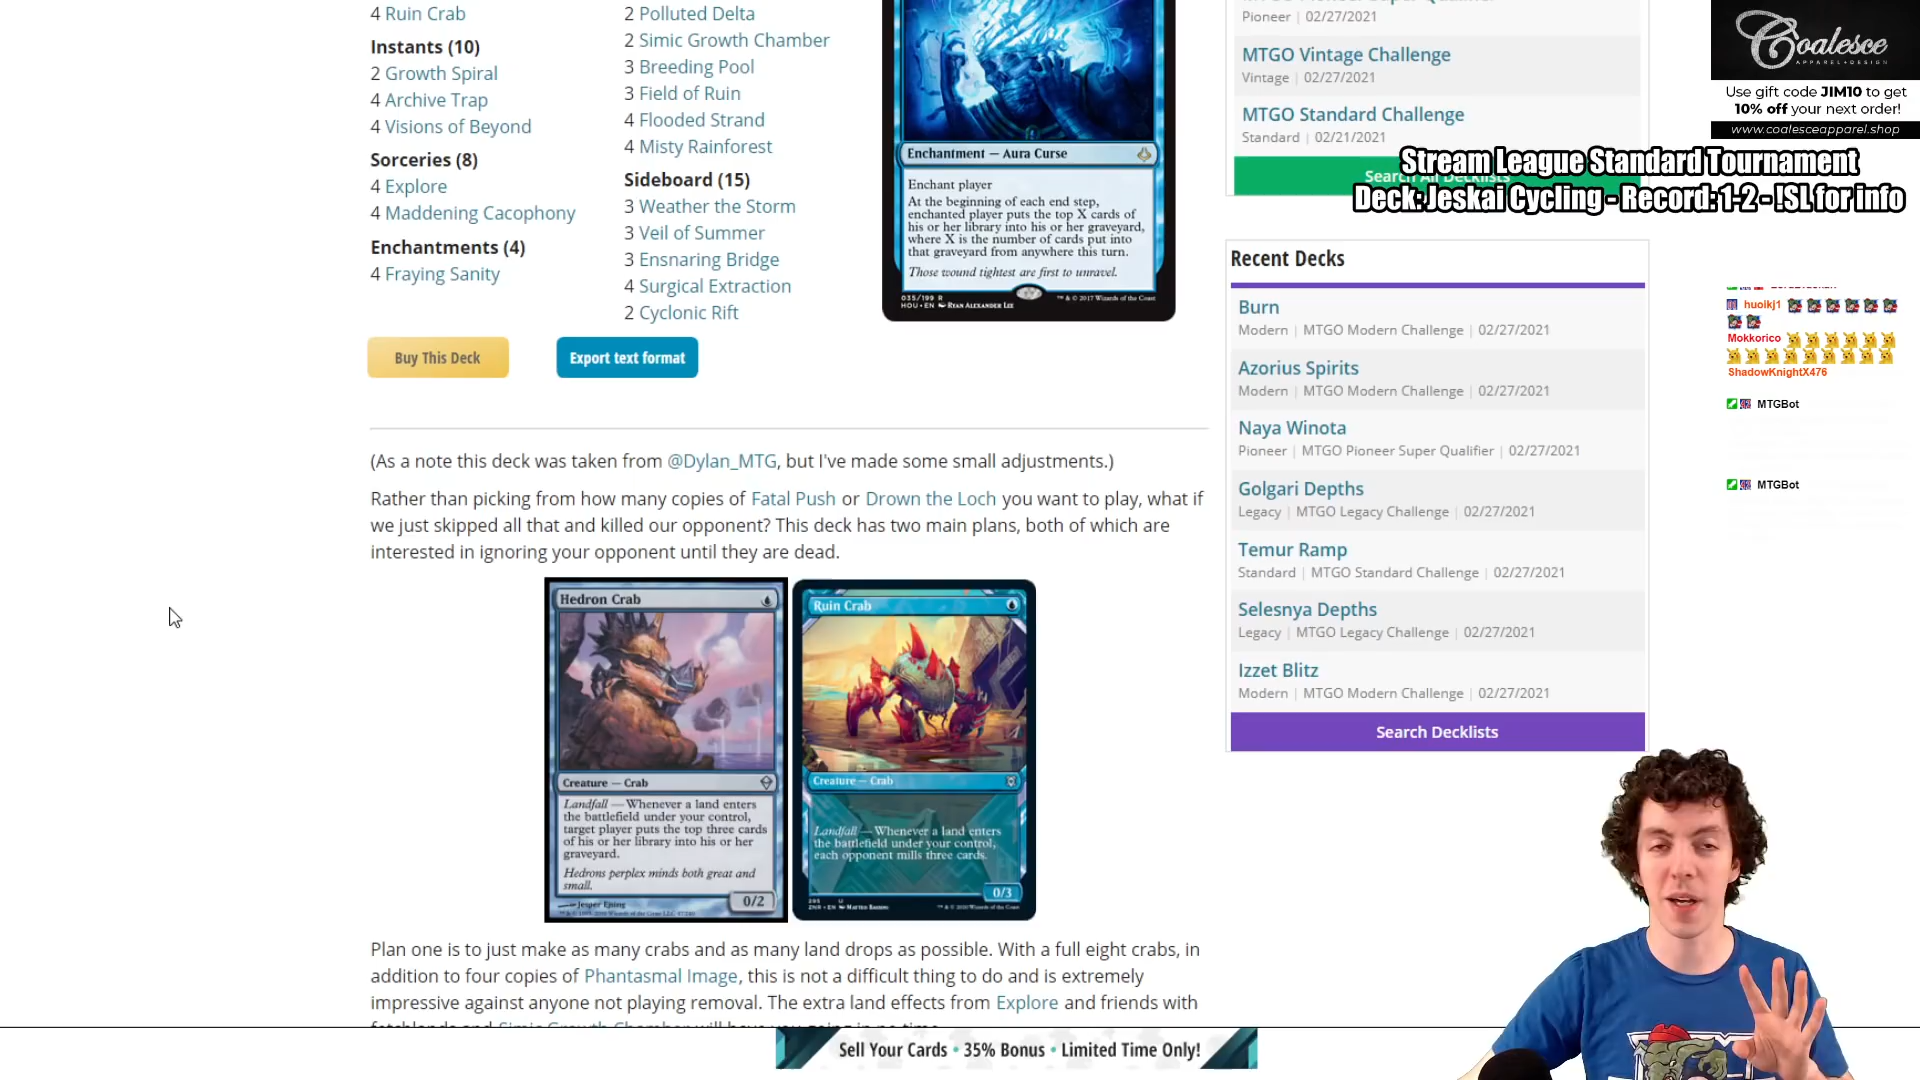 4 Ruin Crab
Instants (10)
2 Growth Spiral
4 Archive Trap
4 Visions of Beyond
Sorceries (8)
4 Explore
4 Maddening Cacophony
Enchantments (4)
4 Fraying Sanity
2 Polluted Delta
2 Simic Growth Chamber
3 Breeding Pool
3 Field of Ruin
4 Flooded Strand
4 Misty Rainforest
Sideboard (15)
3 Weather the Storm
3 Veil of Summer
3 Ensnaring Bridge
4 Surgical Extraction
2 Cyclonic Rift
Buy This Deck
Export text format
Enchantment — Aura Curse
Enchant player
At the beginning of each end step,
enchanted player puts the top X cards of
his or her library into his or her graveyard,
where X is the number of cards put into
that graveyard from anywhere this turn.
Those wound tightest are first to unravel.
035/199 R
HOU • EN Ryan Alexander Lee
™ & © 2017 Wizards of the Coast
(As a note this deck was taken from @Dylan_MTG, but I've made some small adjustments.)
Rather than picking from how many copies of Fatal Push or Drown the Loch you want to play, what if
we just skipped all that and killed our opponent? This deck has two main plans, both of which are
interested in ignoring your opponent until they are dead.
Hedron Crab
Creature — Crab
Landfall — Whenever a land enters
the battlefield under your control,
target player puts the top three cards
of his or her library into his or her
graveyard.
Hedrons perplex minds both great and
small.
Jesper Ejsing
0/2
Ruin Crab
Creature — Crab
Landfall — Whenever a land enters
the battlefield under your control,
each opponent mills three cards.
0/3
Plan one is to just make as many crabs and as many land drops as possible. With a full eight crabs, in
addition to four copies of Phantasmal Image, this is not a difficult thing to do and is extremely
impressive against anyone not playing removal. The extra land effects from Explore and friends with
Sell Your Cards • 35% Bonus • Limited Time Only!
Pioneer | 02/27/2021
MTGO Vintage Challenge
Vintage | 02/27/2021
MTGO Standard Challenge
Standard | 02/21/2021
Search All Decklists
Recent Decks
Burn
Modern | MTGO Modern Challenge | 02/27/2021
Azorius Spirits
Modern | MTGO Modern Challenge | 02/27/2021
Naya Winota
Pioneer | MTGO Pioneer Super Qualifier | 02/27/2021
Golgari Depths
Legacy | MTGO Legacy Challenge | 02/27/2021
Temur Ramp
Standard | MTGO Standard Challenge | 02/27/2021
Selesnya Depths
Legacy | MTGO Legacy Challenge | 02/27/2021
Izzet Blitz
Modern | MTGO Modern Challenge | 02/27/2021
Search Decklists
Coalesce
APPAREL+DESIGN
Use gift code JIM10 to get
10% off your next order!
www.coalesceapparel.shop
Stream League Standard Tournament
Deck: Jeskai Cycling - Record: 1-2 - !SL for info
huoikj1
Mokkorico
ShadowKnightX476
MTGBot
MTGBot